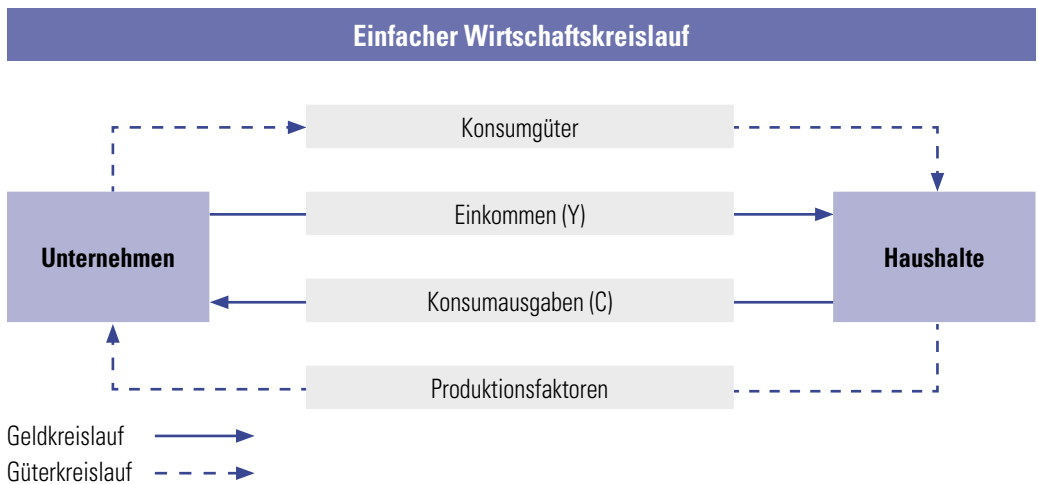 Einfacher Wirtschaftskreislauf
Konsumgüter
Einkommen (Y)
Unternehmen
Haushalte
Konsumausgaben (C)
Produktionsfaktoren
Geldkreislauf
Güterkreislauf